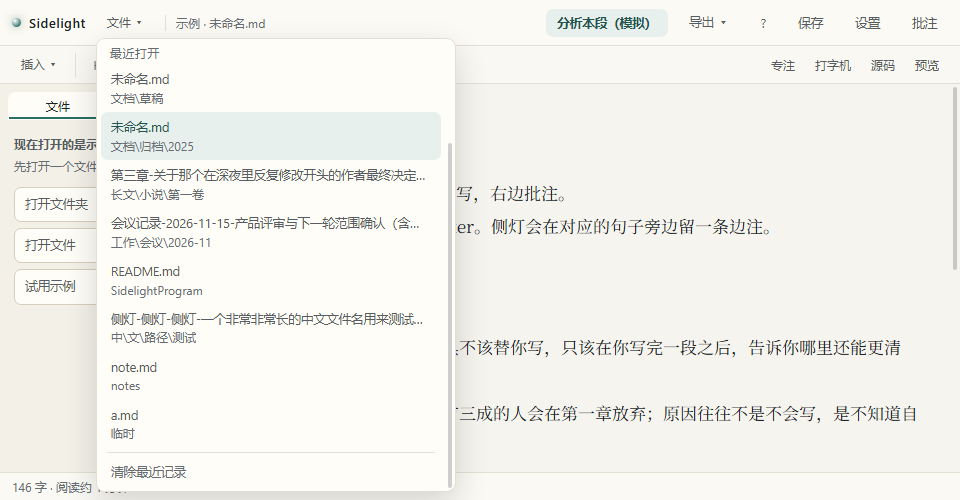 Sidelight
文件
示例 · 未命名.md
分析本段（模拟）
导出
?
保存
设置
批注
插入
专注
打字机
源码
预览
文件
现在打开的是示
先打开一个文件
打开文件夹
打开文件
试用示例
最近打开
未命名.md
文档\草稿
未命名.md
文档\归档\2025
第三章-关于那个在深夜里反复修改开头的作者最终决定...
长文\小说\第一卷
会议记录-2026-11-15-产品评审与下一轮范围确认（含...
工作\会议\2026-11
README.md
SidelightProgram
侧灯-侧灯-侧灯-一个非常非常长的中文文件名用来测试...
中\文\路径\测试
note.md
notes
a.md
临时
清除最近记录
写，右边批注。
er。侧灯会在对应的句子旁边留一条边注。
不该替你写，只该在你写完一段之后，告诉你哪里还能更清
三成的人会在第一章放弃；原因往往不是不会写，是不知道自
146 字 · 阅读约